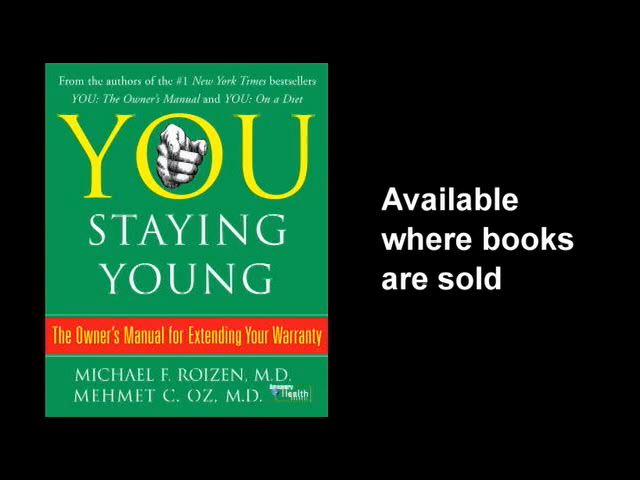 From the authors of the #1 New York Times bestsellers
YOU: The Owner's Manual and YOU: On a Diet
YOU
STAYING
YOUNG
The Owner's Manual for Extending Your Warranty
MICHAEL F. ROIZEN, M.D.
MEHMET C. OZ, M.D.
Health
Available
where books
are sold